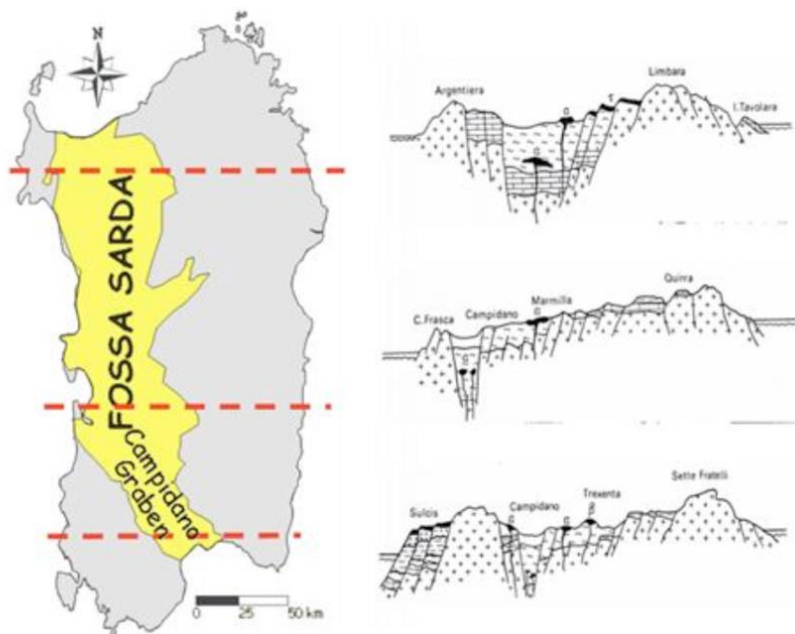 N
FOSSA SARDA
Campidano
Graben
0 25 50 km
Argentiera
Limbara
I. Tavolara
G
τ
G
C. Frasca
Campidano
Marmilla
Quirra
G
G
Sulcis
Campidano
Trexenta
Sette Fratelli
G
G
β